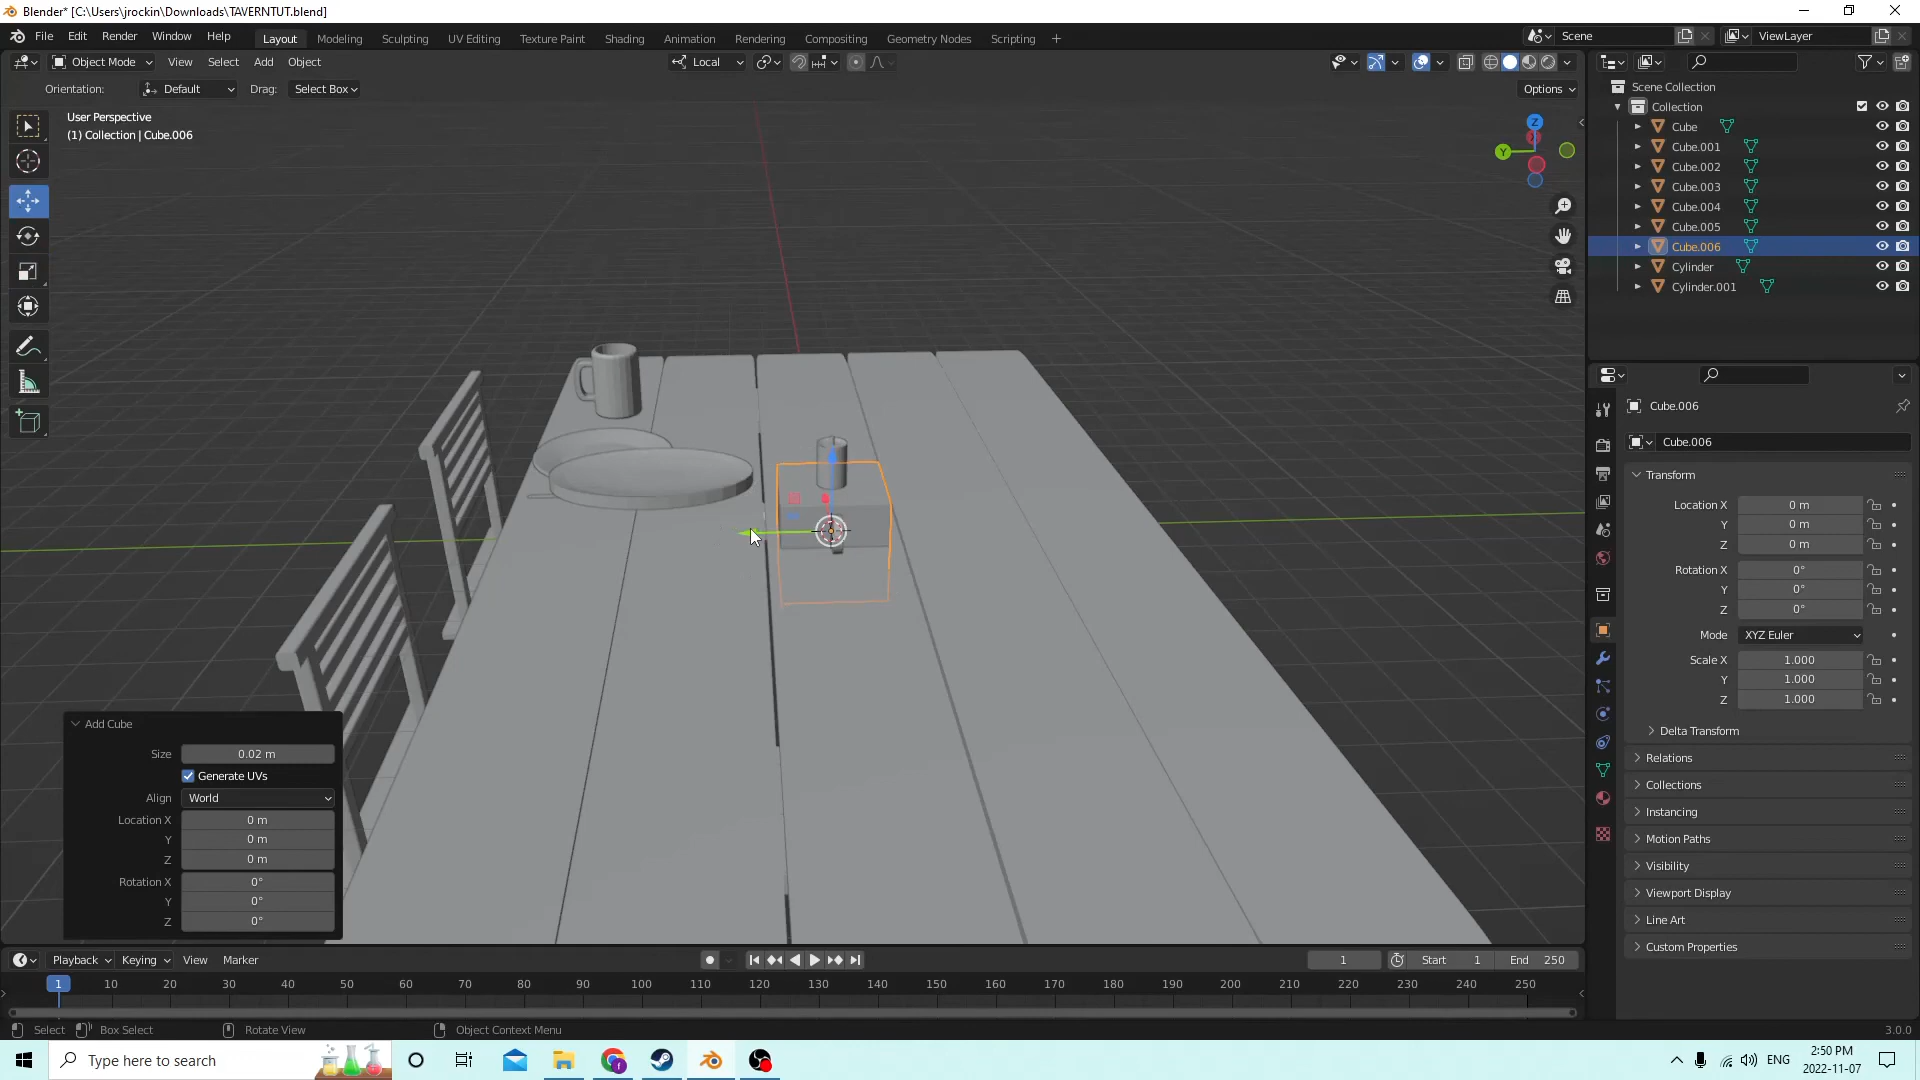 Blender* [C:\Users\jrockin\Downloads\TAVERNTUT.blend]
File Edit Render Window Help Layout Modeling Sculpting UV Editing Texture Paint Shading Animation Rendering Compositing Geometry Nodes Scripting + Scene ViewLayer
Object Mode View Select Add Object Local
Orientation: Default Drag: Select Box Options
User Perspective
(1) Collection | Cube.006
Z
Y
Scene Collection
Collection
Cube
Cube.001
Cube.002
Cube.003
Cube.004
Cube.005
Cube.006
Cylinder
Cylinder.001
Cube.006
Cube.006
Transform
Location X 0 m
Y 0 m
Z 0 m
Rotation X 0°
Y 0°
Z 0°
Mode XYZ Euler
Scale X 1.000
Y 1.000
Z 1.000
Delta Transform
Relations
Collections
Instancing
Motion Paths
Visibility
Viewport Display
Line Art
Custom Properties
Add Cube
Size 0.02 m
Generate UVs
Align World
Location X 0 m
Y 0 m
Z 0 m
Rotation X 0°
Y 0°
Z 0°
Playback Keying View Marker 1 Start 1 End 250
1 10 20 30 40 50 60 70 80 90 100 110 120 130 140 150 160 170 180 190 200 210 220 230 240 250
Select Box Select Rotate View Object Context Menu 3.0.0
Type here to search ENG 2:50 PM
2022-11-07